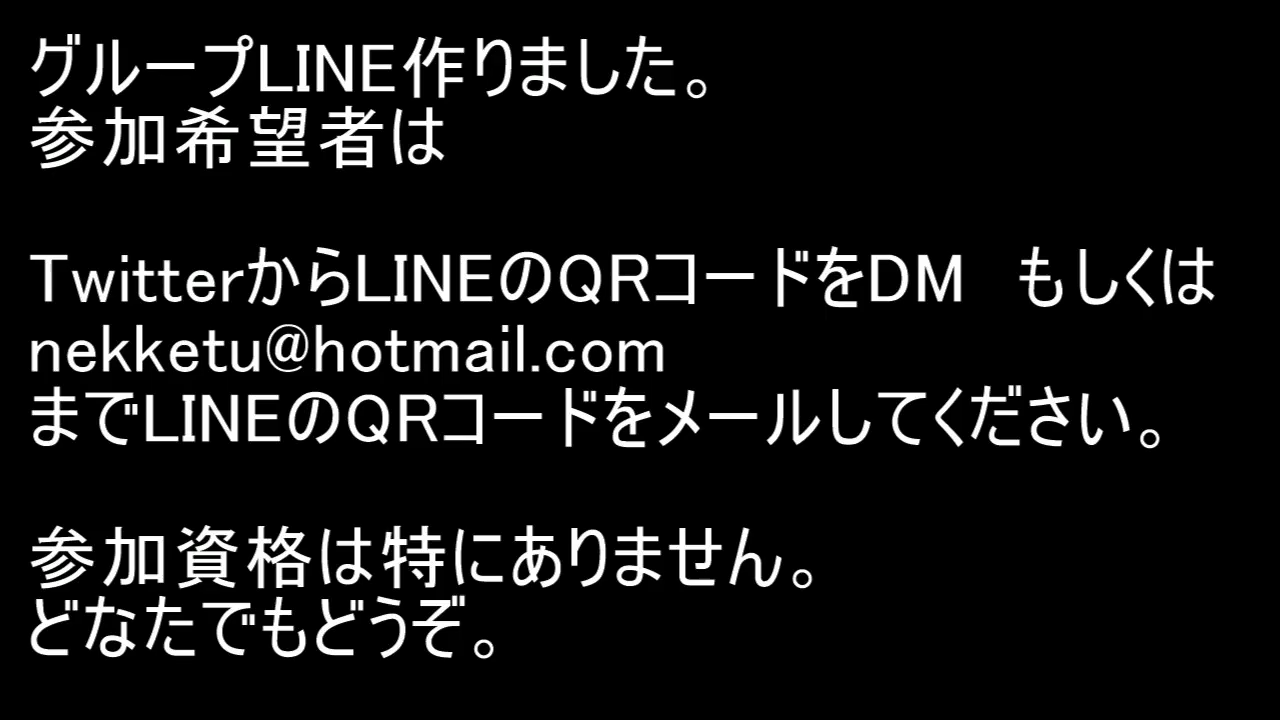 グループLINE作りました。
参加希望者は
TwitterからLINEのQRコードをDM　もしくは
nekketu@hotmail.com
までLINEのQRコードをメールしてください。
参加資格は特にありません。
どなたでもどうぞ。